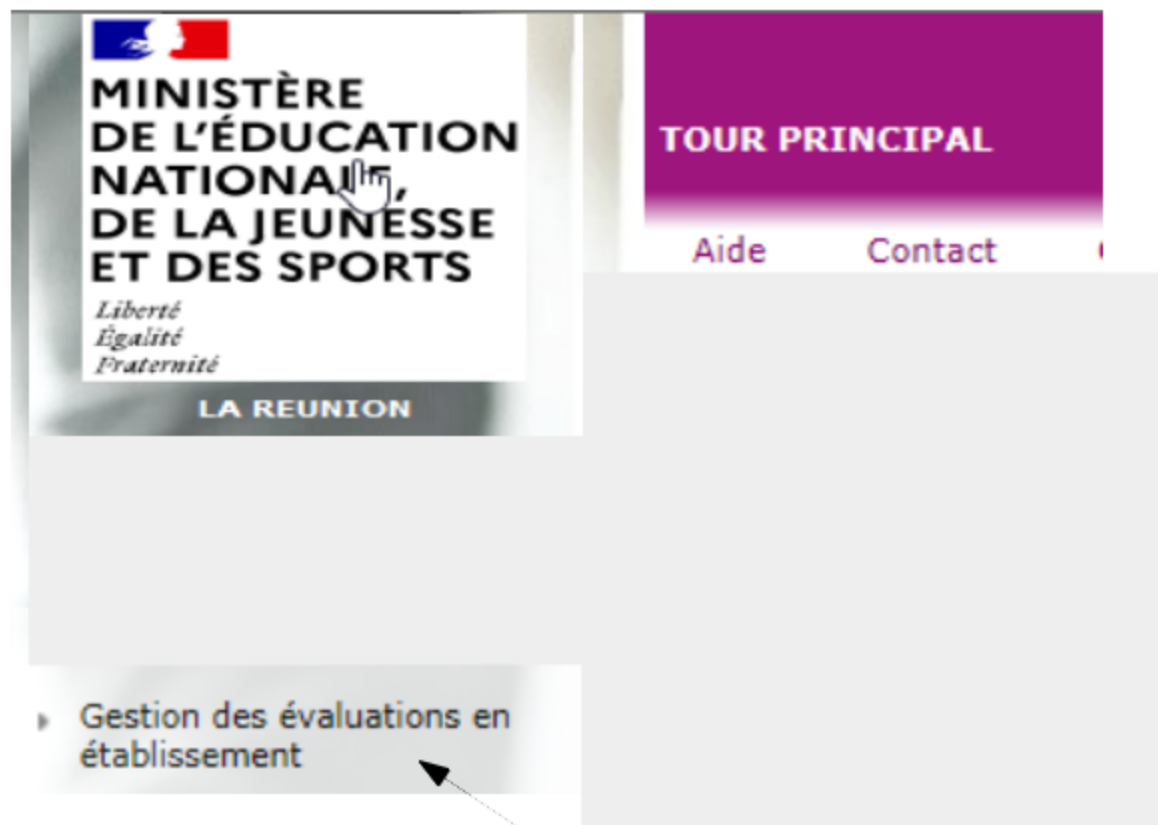 MINISTÈRE
DE L'ÉDUCATION
NATIONALE,
DE LA JEUNESSE
ET DES SPORTS
Liberté
Égalité
Fraternité
LA REUNION
TOUR PRINCIPAL
Aide Contact
Gestion des évaluations en
établissement